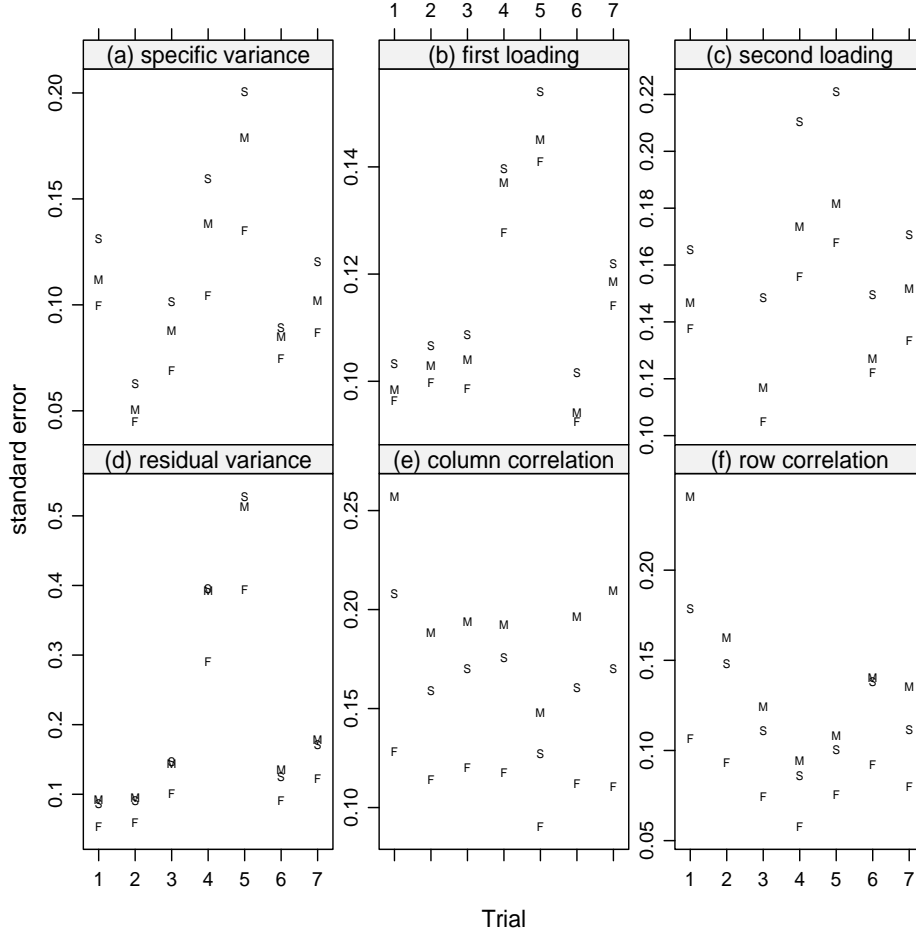 1 2 3 4 5 6 7
(a) specific variance
(b) first loading
(c) second loading
0.05 0.10 0.15 0.20
S S S S S S S
M M M M M M M
F F F F F F F
0.10 0.12 0.14
S S S S S S S
M M M M M M M
F F F F F F F
0.10 0.12 0.14 0.16 0.18 0.20 0.22
S S S S S S
M M M M M M
F F F F F F
standard error
(d) residual variance
(e) column correlation
(f) row correlation
0.1 0.2 0.3 0.4 0.5
S S S S S S S
M M M M M M M
F F F F F F F
0.10 0.15 0.20 0.25
M M M M M M M
S S S S S S S
F F F F F F F
0.05 0.10 0.15 0.20
M M M M M M M
S S S S S S S
F F F F F F F
1 2 3 4 5 6 7
1 2 3 4 5 6 7
Trial